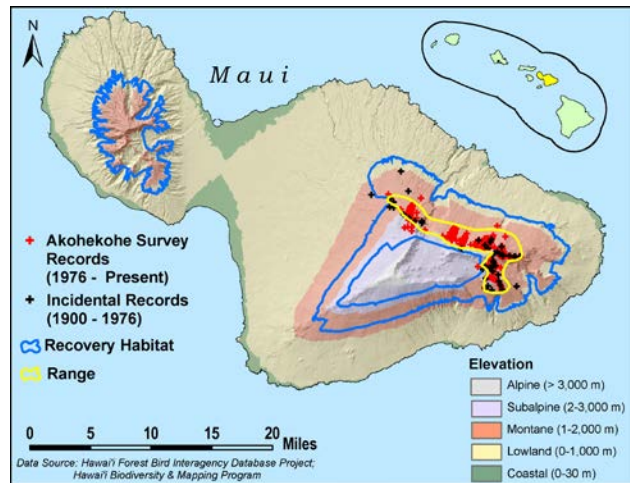 N
Maui
Akohekohe Survey
Records
(1976 - Present)
Incidental Records
(1900 - 1976)
Recovery Habitat
Range
0 5 10 15 20
Miles
Data Source: Hawai'i Forest Bird Interagency Database Project;
Hawai'i Biodiversity & Mapping Program
Elevation
Alpine (> 3,000 m)
Subalpine (2-3,000 m)
Montane (1-2,000 m)
Lowland (0-1,000 m)
Coastal (0-30 m)